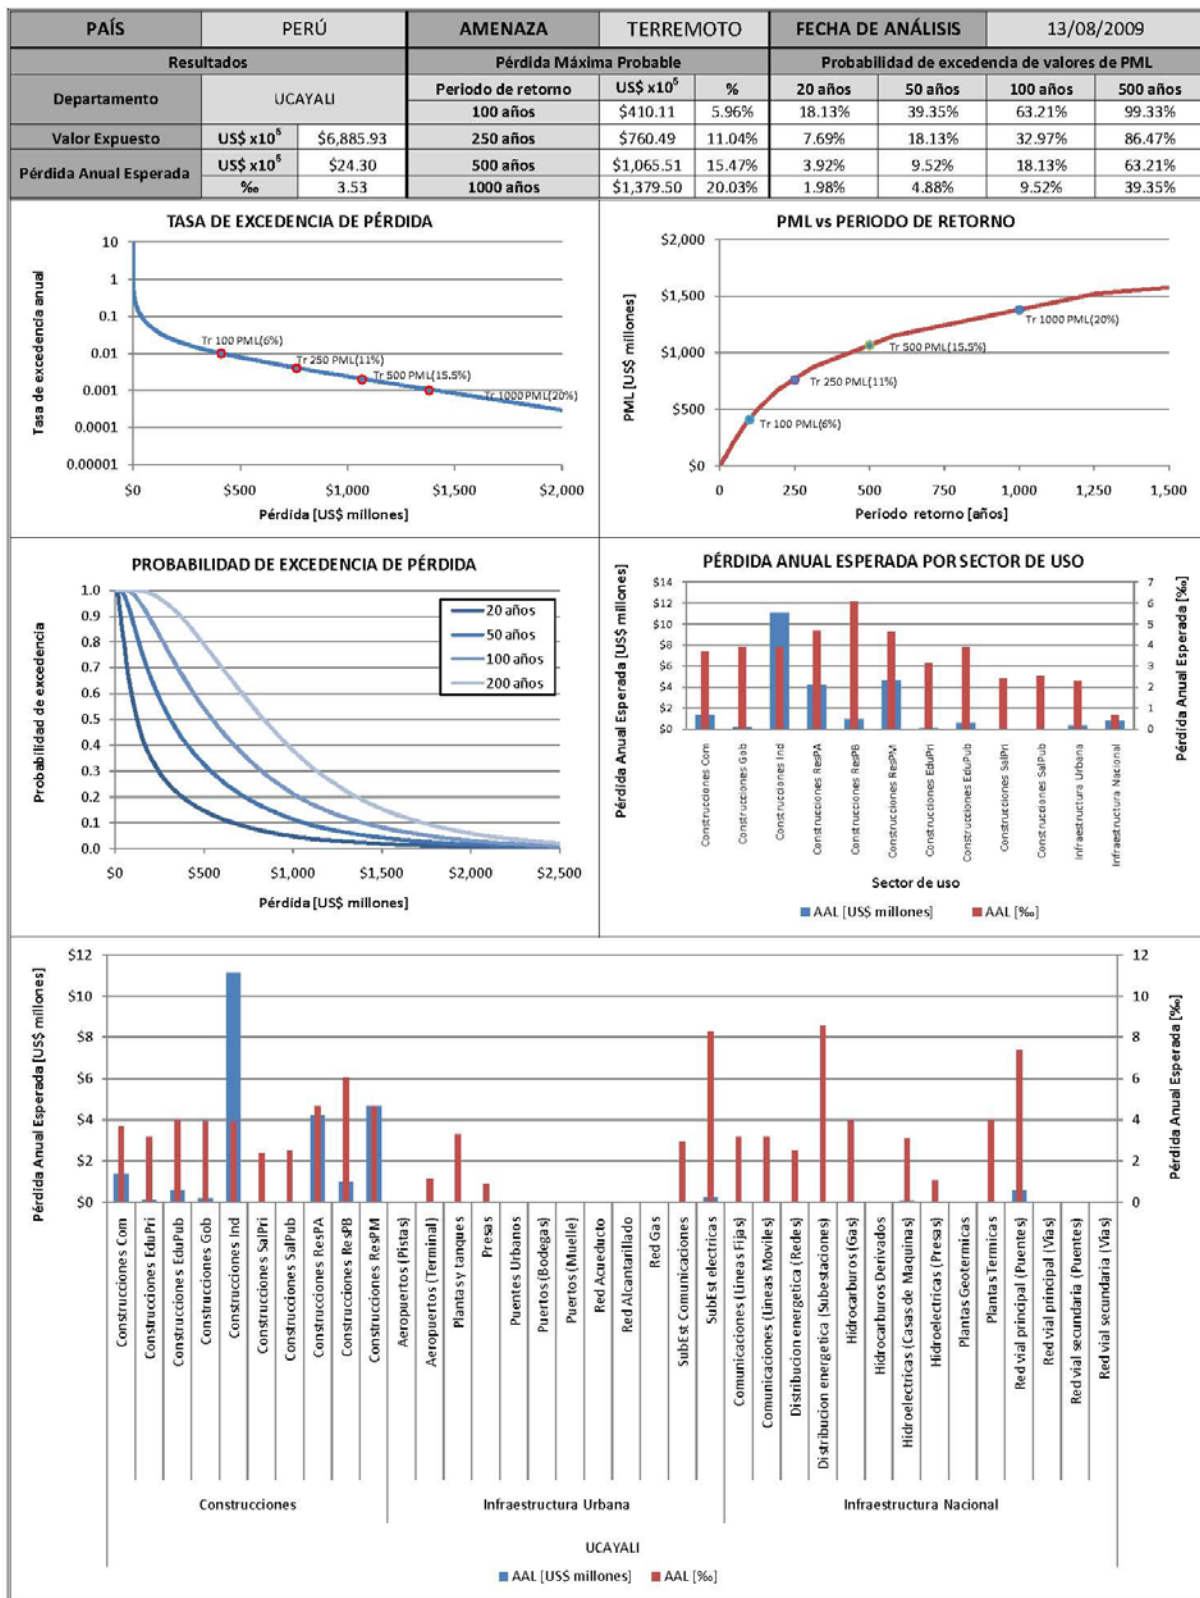 PAÍS PERÚ AMENAZA TERREMOTO FECHA DE ANÁLISIS 13/08/2009
Resultados Pérdida Máxima Probable Probabilidad de excedencia de valores de PML
Departamento UCAYALI Periodo de retorno US$ x10⁶ % 20 años 50 años 100 años 500 años
100 años $410.11 5.96% 18.13% 39.35% 63.21% 99.33%
Valor Expuesto US$ x10⁶ $6,885.93 250 años $760.49 11.04% 7.69% 18.13% 32.97% 86.47%
Pérdida Anual Esperada US$ x10⁶ $24.30 500 años $1,065.51 15.47% 3.92% 9.52% 18.13% 63.21%
‰ 3.53 1000 años $1,379.50 20.03% 1.98% 4.88% 9.52% 39.35%
TASA DE EXCEDENCIA DE PÉRDIDA
Tasa de excedencia anual
10
1
0.1
0.01
0.001
0.0001
0.00001
Tr 100 PML(6%)
Tr 250 PML(11%)
Tr 500 PML(15.5%)
Tr 1000 PML(20%)
$0 $500 $1,000 $1,500 $2,000
Pérdida [US$ millones]
PML vs PERIODO DE RETORNO
PML [US$ millones]
$2,000
$1,500
$1,000
$500
$0
Tr 1000 PML(20%)
Tr 500 PML(15.5%)
Tr 250 PML(11%)
Tr 100 PML(6%)
0 250 500 750 1,000 1,250 1,500
Periodo retorno [años]
PROBABILIDAD DE EXCEDENCIA DE PÉRDIDA
Probabilidad de excedencia
1.0
0.9
0.8
0.7
0.6
0.5
0.4
0.3
0.2
0.1
0.0
20 años
50 años
100 años
200 años
$0 $500 $1,000 $1,500 $2,000 $2,500
Pérdida [US$ millones]
PÉRDIDA ANUAL ESPERADA POR SECTOR DE USO
Pérdida Anual Esperada [US$ millones]
$14
$12
$10
$8
$6
$4
$2
$0
7
6
5
4
3
2
1
0
Pérdida Anual Esperada [‰]
Construcciones Com
Construcciones Gob
Construcciones Ind
Construcciones ResPA
Construcciones ResPB
Construcciones ResPM
Construcciones EduPri
Construcciones EduPub
Construcciones SalPri
Construcciones SalPub
Infraestructura Urbana
Infraestructura Nacional
Sector de uso
AAL [US$ millones] AAL [‰]
Pérdida Anual Esperada [US$ millones]
$12
$10
$8
$6
$4
$2
$0
12
10
8
6
4
2
0
Pérdida Anual Esperada [‰]
Construcciones Com
Construcciones EduPri
Construcciones EduPub
Construcciones Gob
Construcciones Ind
Construcciones SalPri
Construcciones SalPub
Construcciones ResPA
Construcciones ResPB
Construcciones ResPM
Aeropuertos (Pistas)
Aeropuertos (Terminal)
Plantas y tanques
Presas
Puentes Urbanos
Puertos (Bodegas)
Puertos (Muelle)
Red Acueducto
Red Alcantarillado
Red Gas
SubEst Comunicaciones
SubEst electricas
Comunicaciones (Lineas Fijas)
Comunicaciones (Lineas Moviles)
Distribucion energetica (Redes)
Distribucion energetica (Subestaciones)
Hidrocarburos (Gas)
Hidrocarburos Derivados
Hidroelectricas (Casas de Maquinas)
Hidroelectricas (Presas)
Plantas Geotermicas
Plantas Termicas
Red vial principal (Puentes)
Red vial principal (Vias)
Red vial secundaria (Puentes)
Red vial secundaria (Vias)
Construcciones Infraestructura Urbana Infraestructura Nacional
UCAYALI
AAL [US$ millones] AAL [‰]